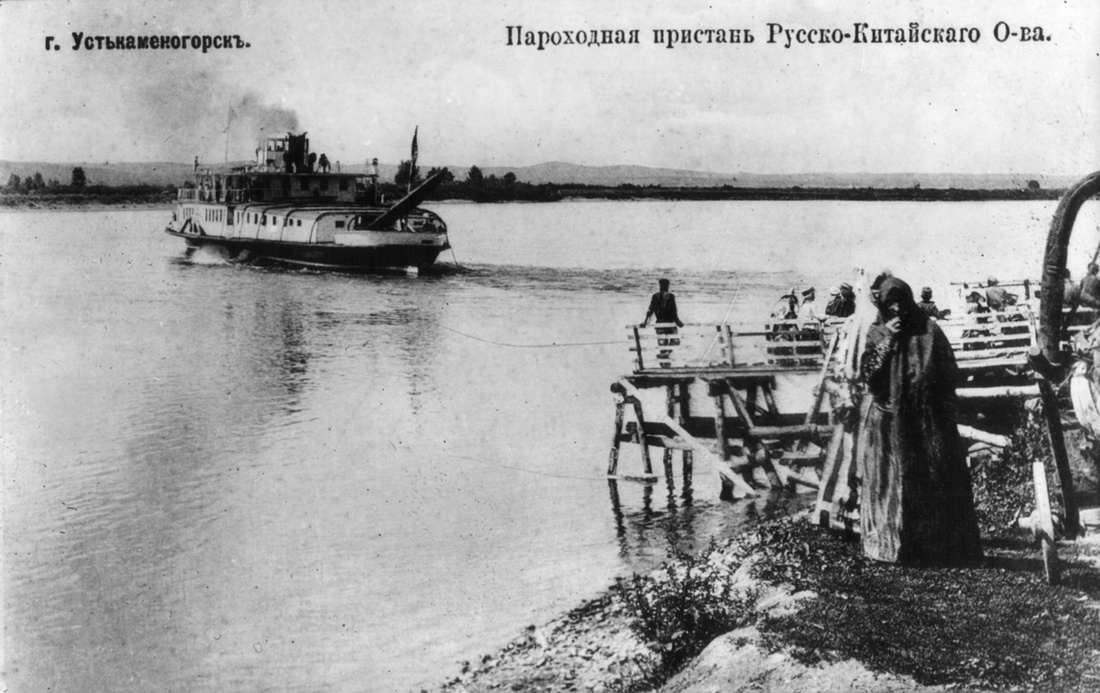 г. Устькаменогорскъ.
Пароходная пристань Русско-Китайскаго О-ва.